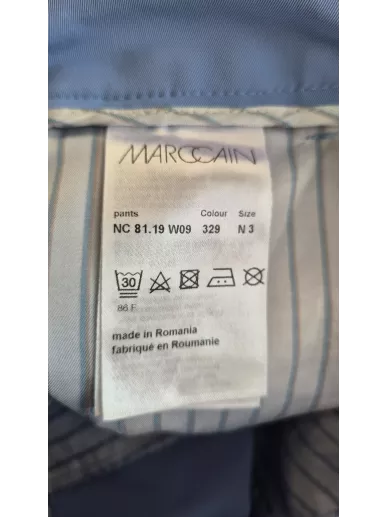 MARCCAIN
pants Colour Size
NC 81.19 W09 329 N 3
30
86 F
made in Romania
fabriqué en Roumanie